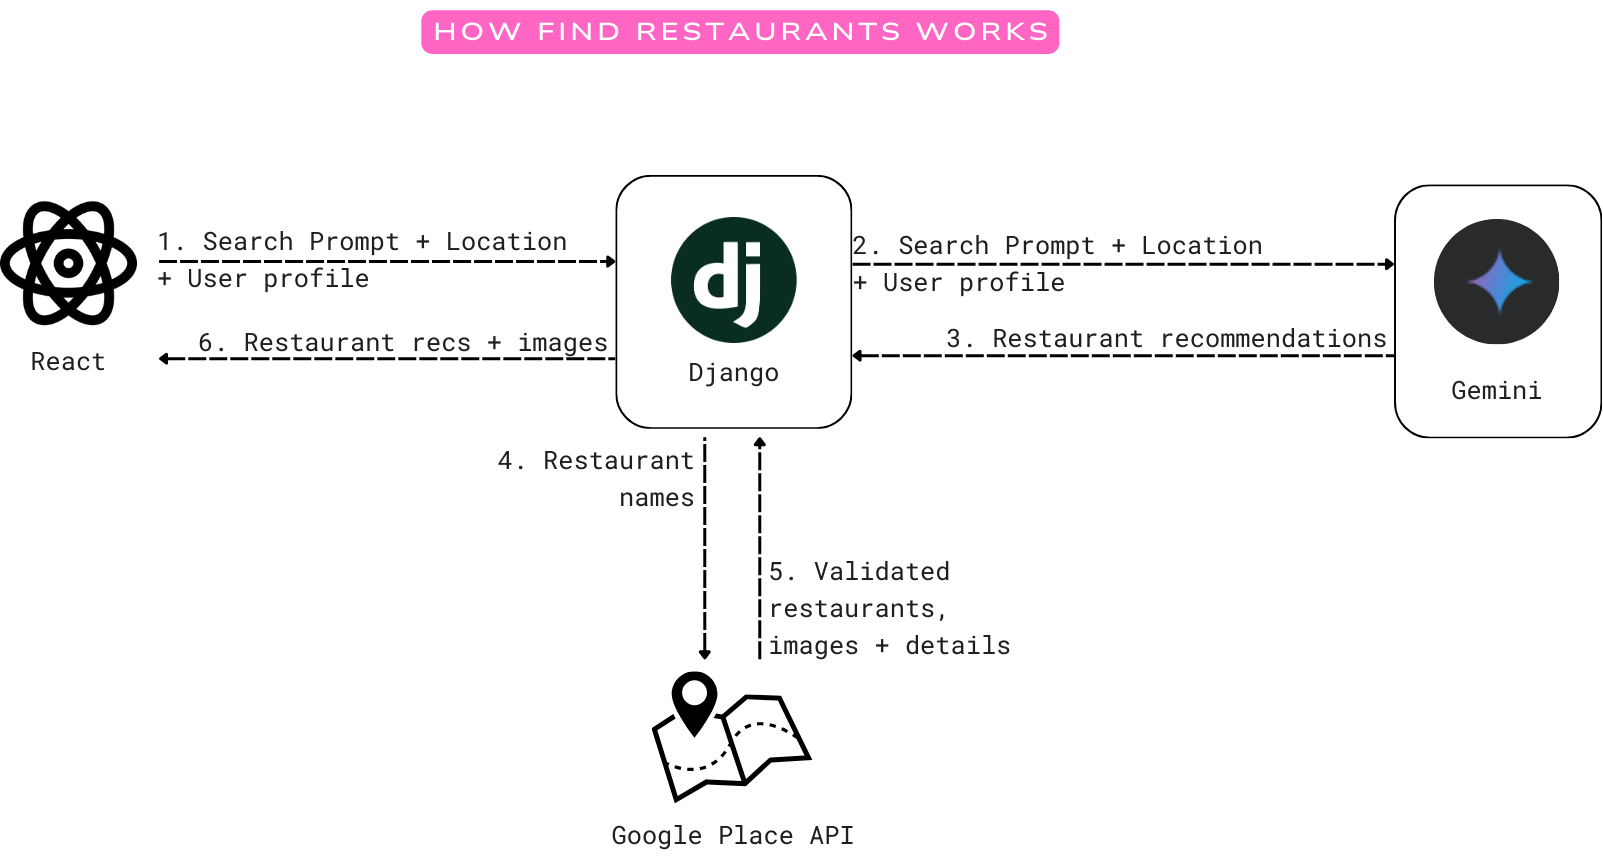 HOW FIND RESTAURANTS WORKS
1. Search Prompt + Location
+ User profile
6. Restaurant recs + images
React
dj
Django
2. Search Prompt + Location
+ User profile
3. Restaurant recommendations
Gemini
4. Restaurant
names
5. Validated
restaurants,
images + details
Google Place API